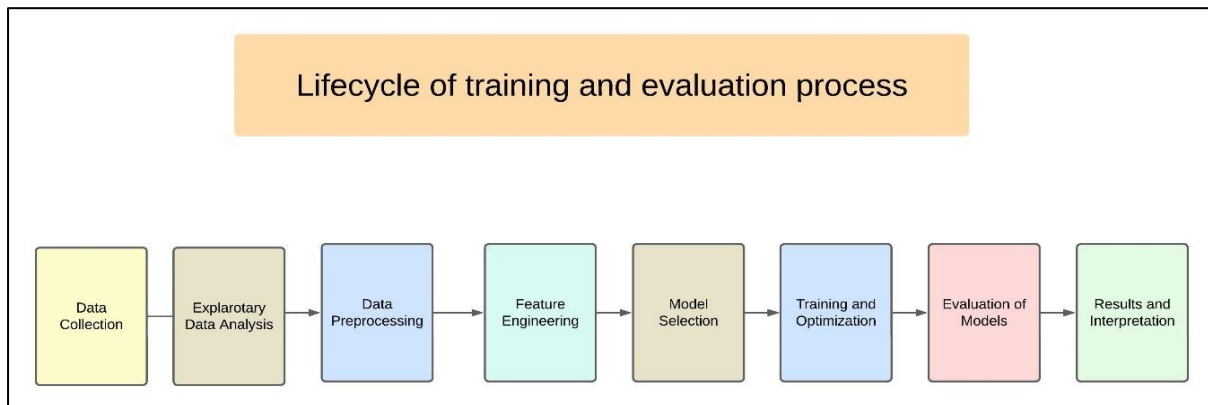 Lifecycle of training and evaluation process
Data
Collection
Explarotary
Data Analysis
Data
Preprocessing
Feature
Engineering
Model
Selection
Training and
Optimization
Evaluation of
Models
Results and
Interpretation